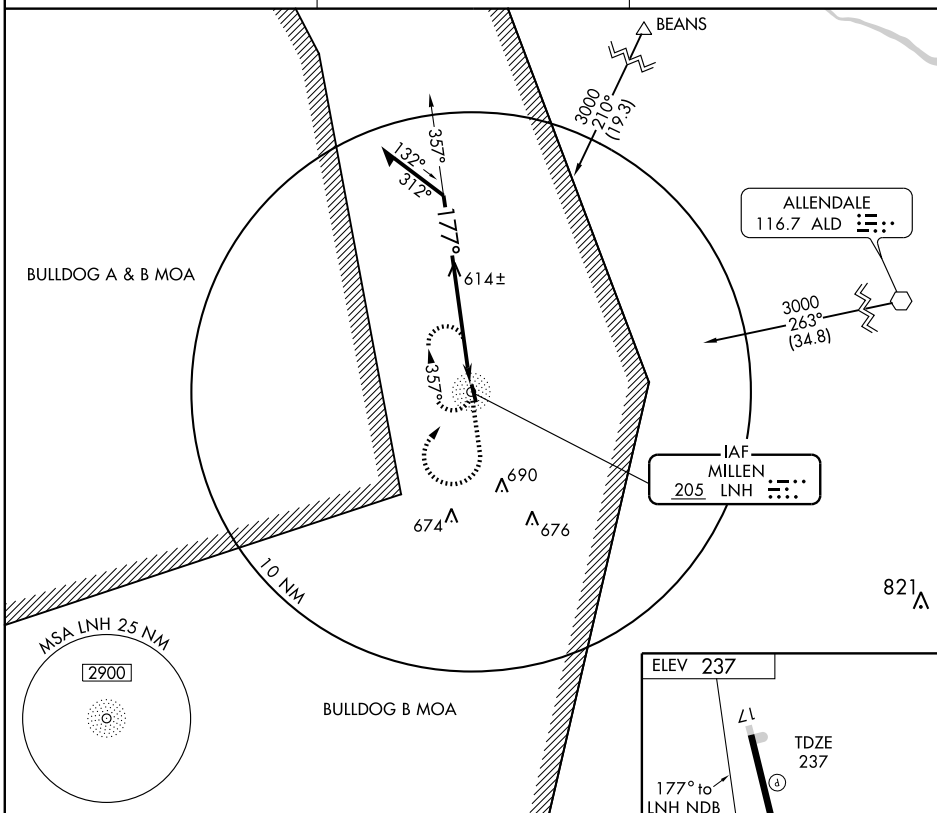 BEANS
3000
210°
(19.3)
357°
132°
312°
177°
ALLENDALE
116.7 ALD
BULLDOG A & B MOA
614±
3000
263°
(34.8)
357°
IAF
MILLEN
205 LNH
690
674
676
10 NM
821
MSA LNH 25 NM
2900
ELEV 237
BULLDOG B MOA
17
TDZE
237
P
177° to
LNH NDB